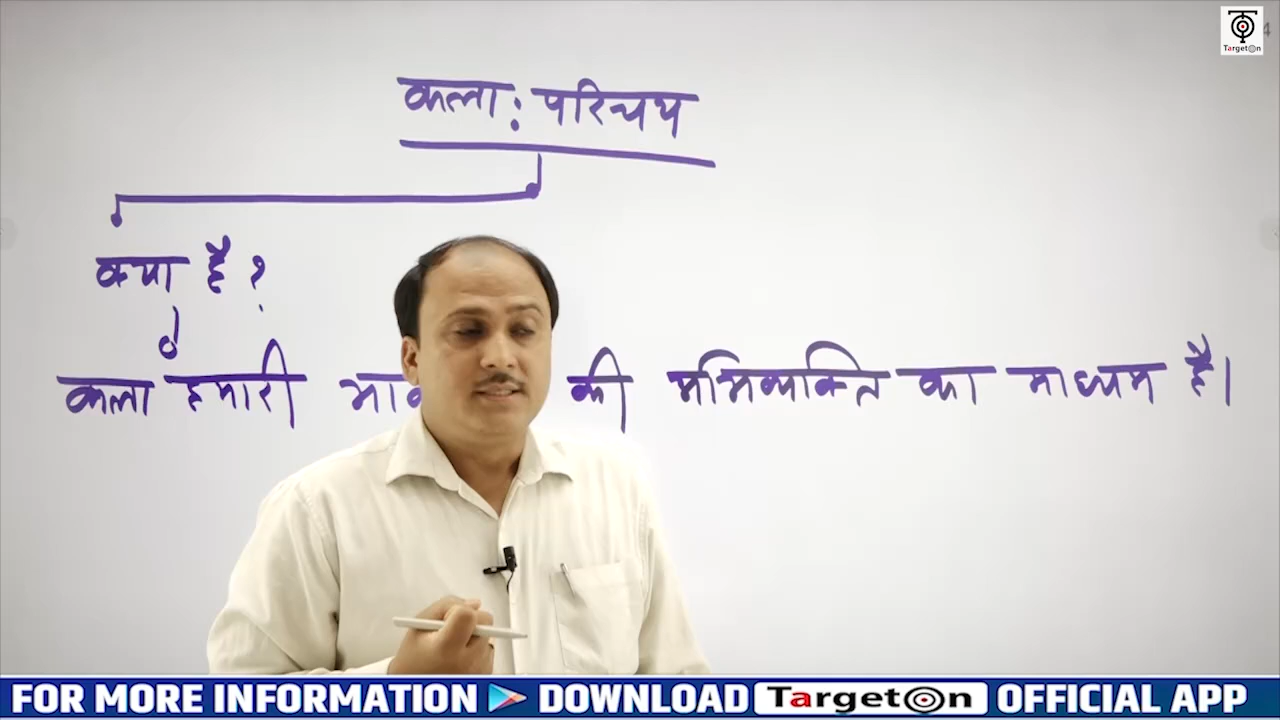 TargetOn
कला : परिचय
क्या है ?
कला हमारी की अभिव्यक्ति का माध्यम है।
FOR MORE INFORMATION DOWNLOAD TargetOn OFFICIAL APP